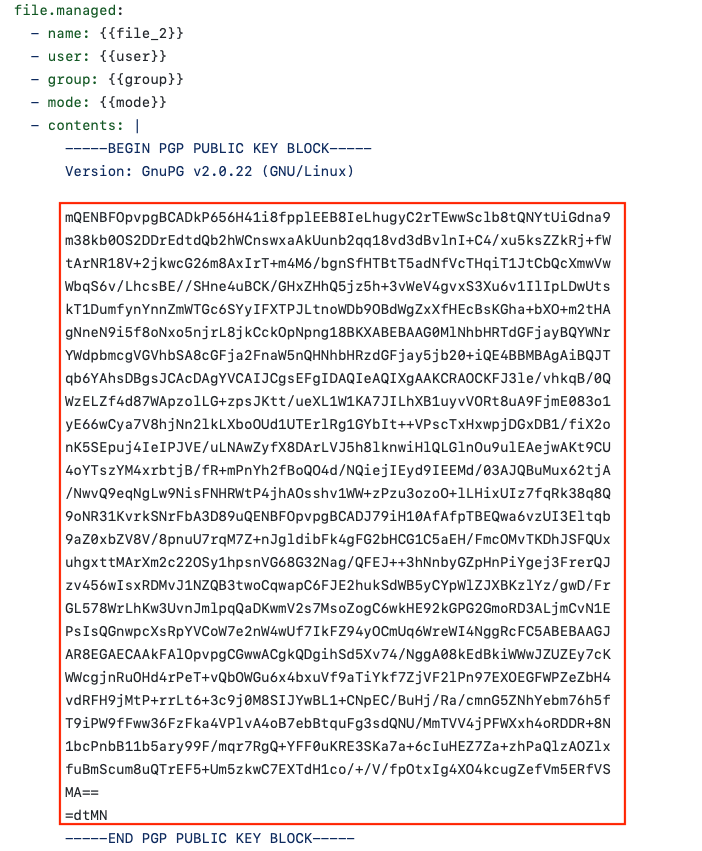 file.managed:
- name: {{file_2}}
- user: {{user}}
- group: {{group}}
- mode: {{mode}}
- contents: |
-----BEGIN PGP PUBLIC KEY BLOCK-----
Version: GnuPG v2.0.22 (GNU/Linux)
mQENBFOpvpgBCADkP656H41i8fpplEEB8IeLhugyC2rTEwwSclb8tQNYtUiGdna9
m38kb0OS2DDrEdtdQb2hWCnswxaAkUunb2qq18vd3dBvlnI+C4/xu5ksZZkRj+fW
tArNR18V+2jkwcG26m8AxIrT+m4M6/bgnSfHTBtT5adNfVcTHqiT1JtCbQcXmwVw
WbqS6v/LhcsBE//SHne4uBCK/GHxZHhQ5jz5h+3vWeV4gvxS3Xu6v1IlIpLDwUts
kT1DumfynYnnZmWTGc6SYyIFXTPJLtnoWDb9OBdWgZxXfHEcBsKGha+bXO+m2tHA
gNneN9i5f8oNxo5njrL8jkCckOpNpng18BKXABEBAAG0MlNhbHRTdGFjayBQYWNr
YWdpbmcgVGVhbSA8cGFja2FnaW5nQHNhbHRzdGFjay5jb20+iQE4BBMBAgAiBQJT
qb6YAhsDBgsJCAcDAgYVCAIJCgsEFgIDAQIeAQIXgAAKCRAOCKFJ3le/vhkqB/0Q
WzELZf4d87WApzolLG+zpsJKtt/ueXL1W1KA7JILhXB1uyvVORt8uA9FjmE083o1
yE66wCya7V8hjNn2lkLXboOUd1UTErlRg1GYbIt++VPscTxHxwpjDGxDB1/fiX2o
nK5SEpuj4IeIPJVE/uLNAwZyfX8DArLVJ5h8lknwiHlQLGlnOu9ulEAejwAKt9CU
4oYTszYM4xrbtjB/fR+mPnYh2fBoQO4d/NQiejIEyd9IEEMd/03AJQBuMux62tjA
/NwvQ9eqNgLw9NisFNHRWtP4jhAOsshv1WW+zPzu3ozoO+lLHixUIz7fqRk38q8Q
9oNR31KvrkSNrFbA3D89uQENBFOpvpgBCADJ79iH10AfAfpTBEQwa6vzUI3Eltqb
9aZ0xbZV8V/8pnuU7rqM7Z+nJgldibFk4gFG2bHCG1C5aEH/FmcOMvTKDhJSFQUx
uhgxttMArXm2c22OSy1hpsnVG68G32Nag/QFEJ++3hNnbyGZpHnPiYgej3FrerQJ
zv456wIsxRDMvJ1NZQB3twoCqwapC6FJE2hukSdWB5yCYpWlZJXBKzlYz/gwD/Fr
GL578WrLhKw3UvnJmlpqQaDKwmV2s7MsoZogC6wkHE92kGPG2GmoRD3ALjmCvN1E
PsIsQGnwpcXsRpYVCoW7e2nW4wUf7IkFZ94yOCmUq6WreWI4NggRcFC5ABEBAAGJ
AR8EGAECAAkFAlOpvpgCGwwACgkQDgihSd5Xv74/NggA08kEdBkiWWwJZUZEy7cK
WWcgjnRuOHd4rPeT+vQbOWGu6x4bxuVf9aTiYkf7ZjVF2lPn97EXOEGFWPZeZbH4
vdRFH9jMtP+rrLt6+3c9j0M8SIJYwBL1+CNpEC/BuHj/Ra/cmnG5ZNhYebm76h5f
T9iPW9fFww36FzFka4VPlvA4oB7ebBtquFg3sdQNU/MmTVV4jPFWXxh4oRDDR+8N
1bcPnbB11b5ary99F/mqr7RgQ+YFF0uKRE3SKa7a+6cIuHEZ7Za+zhPaQlzAOZlx
fuBmScum8uQTrEF5+Um5zkwC7EXTdH1co/+/V/fpOtxIg4XO4kcugZefVm5ERfVS
MA==
=dtMN
-----END PGP PUBLIC KEY BLOCK-----